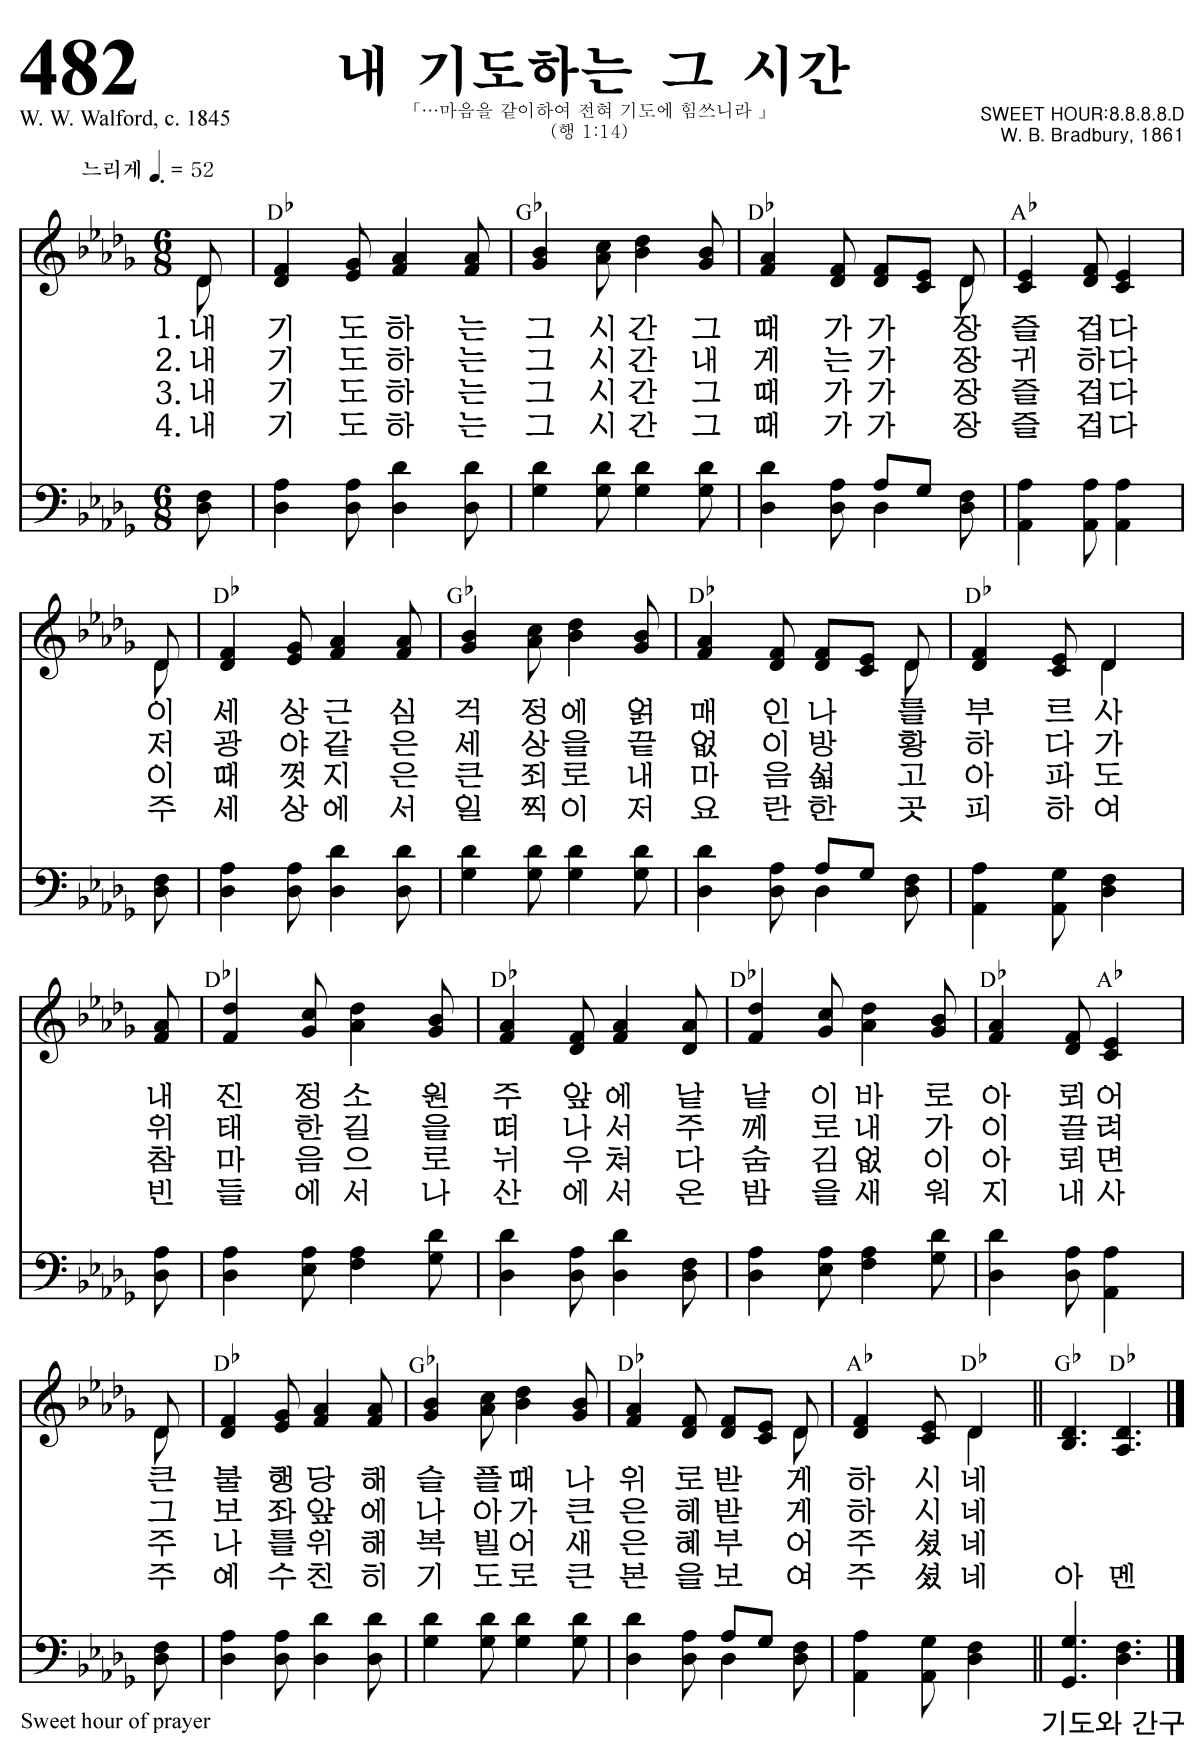 482
내 기도하는 그 시간
「…마음을 같이하여 전혀 기도에 힘쓰니라 」
(행 1:14)
W. W. Walford, c. 1845
SWEET HOUR:8.8.8.8.D
W. B. Bradbury, 1861
느리게 ♩. = 52
D♭ G♭ D♭ A♭
6 8
1. 내 기 도 하 는 그 시 간 그 때 가 가 장 즐 겁 다
2. 내 기 도 하 는 그 시 간 내 게 는 가 장 귀 하 다
3. 내 기 도 하 는 그 시 간 그 때 가 가 장 즐 겁 다
4. 내 기 도 하 는 그 시 간 그 때 가 가 장 즐 겁 다
6 8
D♭ G♭ D♭ D♭
이 세 상 근 심 걱 정 에 얽 매 인 나 를 부 르 사
저 광 야 같 은 세 상 을 끝 없 이 방 황 하 다 가
이 때 껏 지 은 큰 죄 로 내 마 음 섧 고 아 파 도
주 세 상 에 서 일 찍 이 저 요 란 한 곳 피 하 여
D♭ D♭ D♭ D♭ A♭
내 진 정 소 원 주 앞 에 낱 낱 이 바 로 아 뢰 어
위 태 한 길 을 떠 나 서 주 께 로 내 가 이 끌 려
참 마 음 으 로 뉘 우 쳐 다 숨 김 없 이 아 뢰 면
빈 들 에 서 나 산 에 서 온 밤 을 새 워 지 내 사
D♭ G♭ D♭ A♭ D♭ G♭ D♭
큰 불 행 당 해 슬 플 때 나 위 로 받 게 하 시 네
그 보 좌 앞 에 나 아 가 큰 은 혜 받 게 하 시 네
주 나 를 위 해 복 빌 어 새 은 혜 부 어 주 셨 네
주 예 수 친 히 기 도 로 큰 본 을 보 여 주 셨 네 아 멘
Sweet hour of prayer
기도와 간구